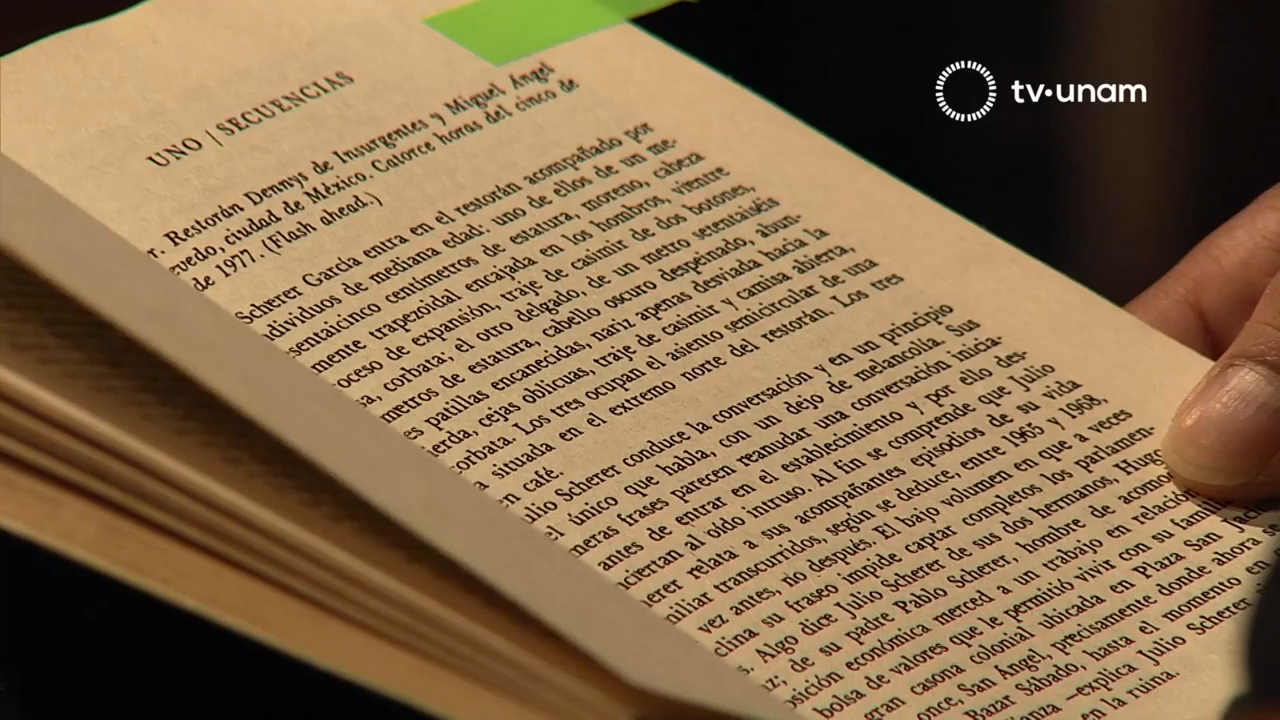 tv·unam
UNO / SECUENCIAS
r. Restorán Dennys de Insurgentes y Miguel Ángel
evedo, ciudad de México. Catorce horas del cinco de
de 1977. (Flash ahead.)
Scherer García entra en el restorán acompañado por
dividuos de mediana edad: uno de ellos de un me-
sentaicinco centímetros de estatura, moreno, cabeza
mente trapezoidal encajada en los hombros, vientre
oceso de expansión, traje de casimir de dos botones,
a, corbata; el otro delgado, de un metro setentaiséis
metros de estatura, cabello oscuro despeinado, abun-
es patillas encanecidas, nariz apenas desviada hacia la
erda, cejas oblicuas, traje de casimir y camisa abierta,
orbata. Los tres ocupan el asiento semicircular de una
a situada en el extremo norte del restorán. Los tres
n café.
lio Scherer conduce la conversación y en un principio
el único que habla, con un dejo de melancolía. Sus
meras frases parecen reanudar una conversación inicia-
antes de entrar en el establecimiento y por ello des-
ciertan al oído intruso. Al fin se comprende que Julio
erer relata a sus acompañantes episodios de su vida
miliar transcurridos, según se deduce, entre 1965 y 1968,
vez antes, no después. El bajo volumen en que a veces
clina su fraseo impide captar completos los parlamen-
s. Algo dice Julio Scherer de sus dos hermanos, Hugo
z; de su padre Pablo Scherer, hombre de acomo
osición económica merced a un trabajo en relación
bolsa de valores que le permitió vivir con su fami
gran casona colonial ubicada en Plaza San
once, San Ángel, precisamente donde ahora s
Bazar Sábado, hasta el momento en
anza —explica Julio Scherer
en la ruina.